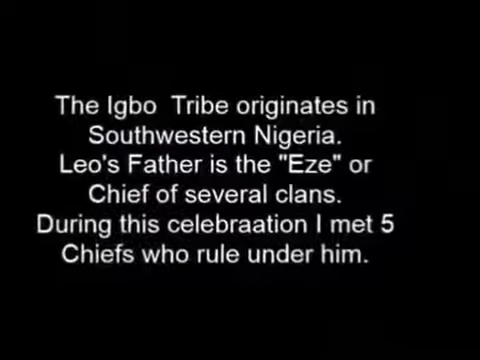 The Igbo Tribe originates in
Southwestern Nigeria.
Leo's Father is the "Eze" or
Chief of several clans.
During this celebraation I met 5
Chiefs who rule under him.